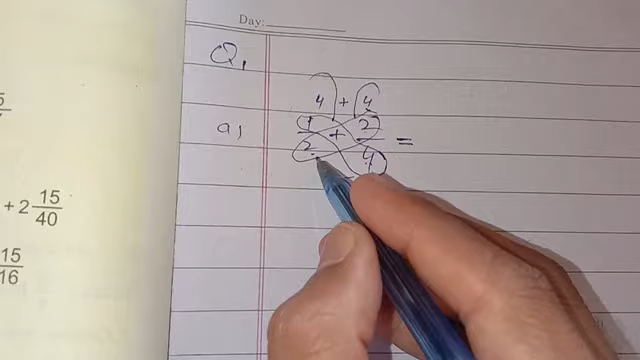 Day:
Q,
4 + 4
a, 1/2 + 2/4 =
+ 2 15/40
15/16